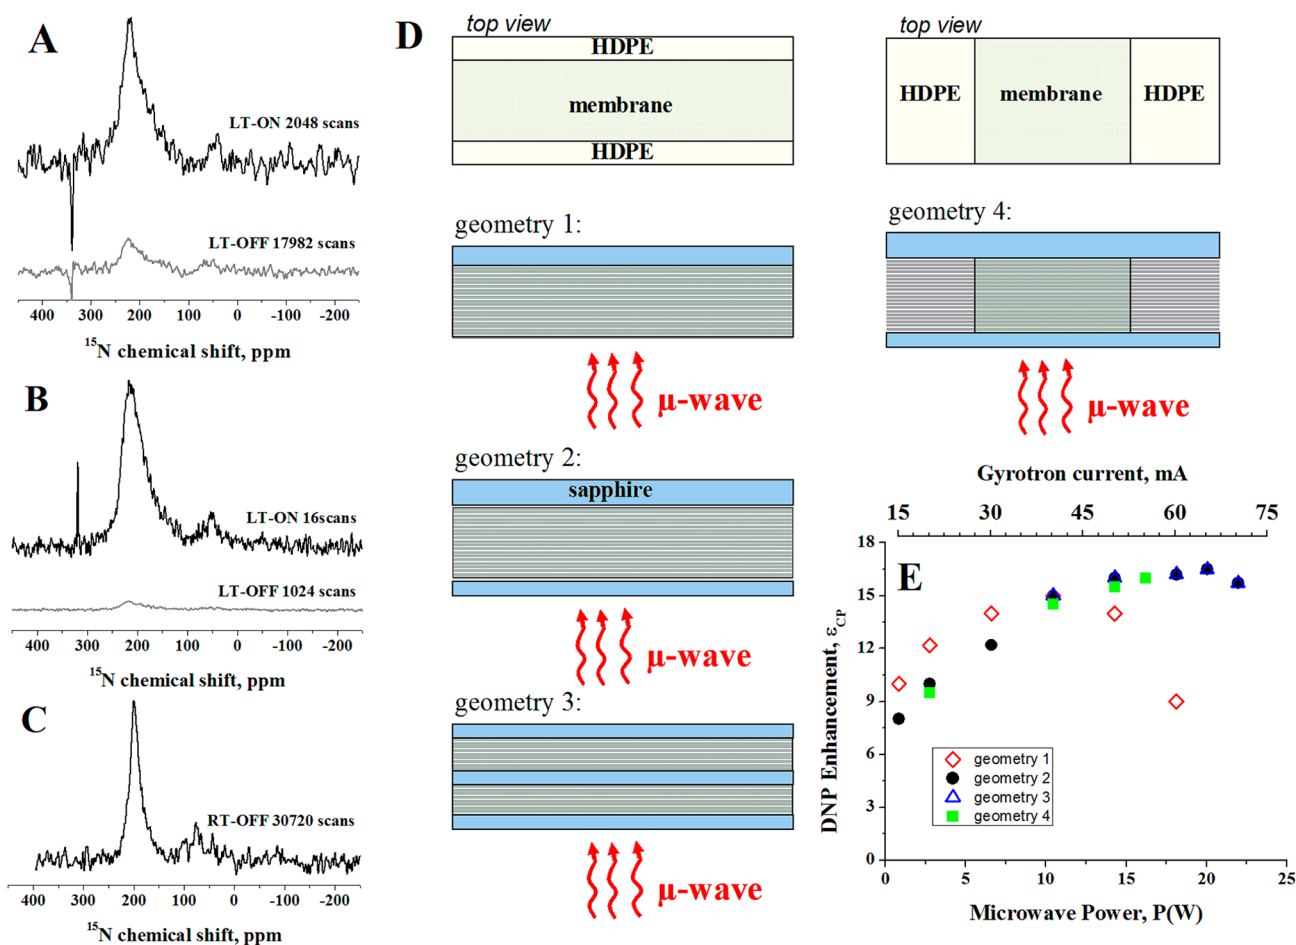 A
LT-ON 2048 scans
LT-OFF 17982 scans
400 300 200 100 0 -100 -200
15N chemical shift, ppm
B
LT-ON 16scans
LT-OFF 1024 scans
400 300 200 100 0 -100 -200
15N chemical shift, ppm
C
RT-OFF 30720 scans
400 300 200 100 0 -100 -200
15N chemical shift, ppm
D
top view
HDPE
membrane
HDPE
geometry 1:
μ-wave
geometry 2:
sapphire
μ-wave
geometry 3:
μ-wave
top view
HDPE membrane HDPE
geometry 4:
μ-wave
Gyrotron current, mA
15 30 45 60 75
E
18
15
12
9
6
3
0
DNP Enhancement, εCP
geometry 1
geometry 2
geometry 3
geometry 4
0 5 10 15 20 25
Microwave Power, P(W)